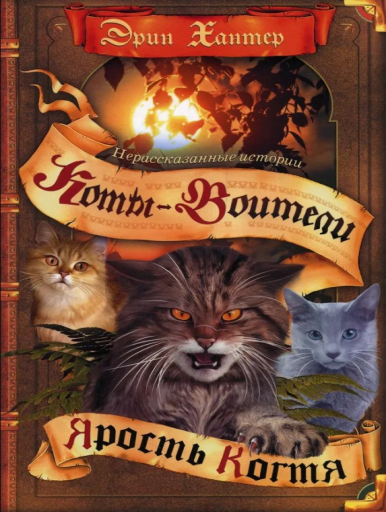 Эрин Хантер
Нерассказанные истории
Коты-Воители
Ярость Когтя